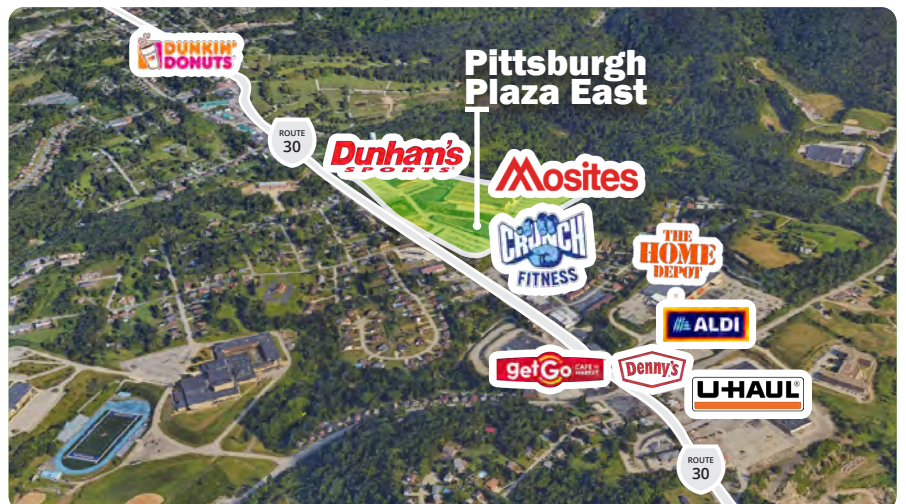 DUNKIN'
DONUTS
Pittsburgh
Plaza East
ROUTE
30
Dunham's
SPORTS
Mosites
CRUNCH
FITNESS
THE
HOME
DEPOT
ALDI
getGo CAFE +
MARKET
Denny's
U-HAUL®
ROUTE
30